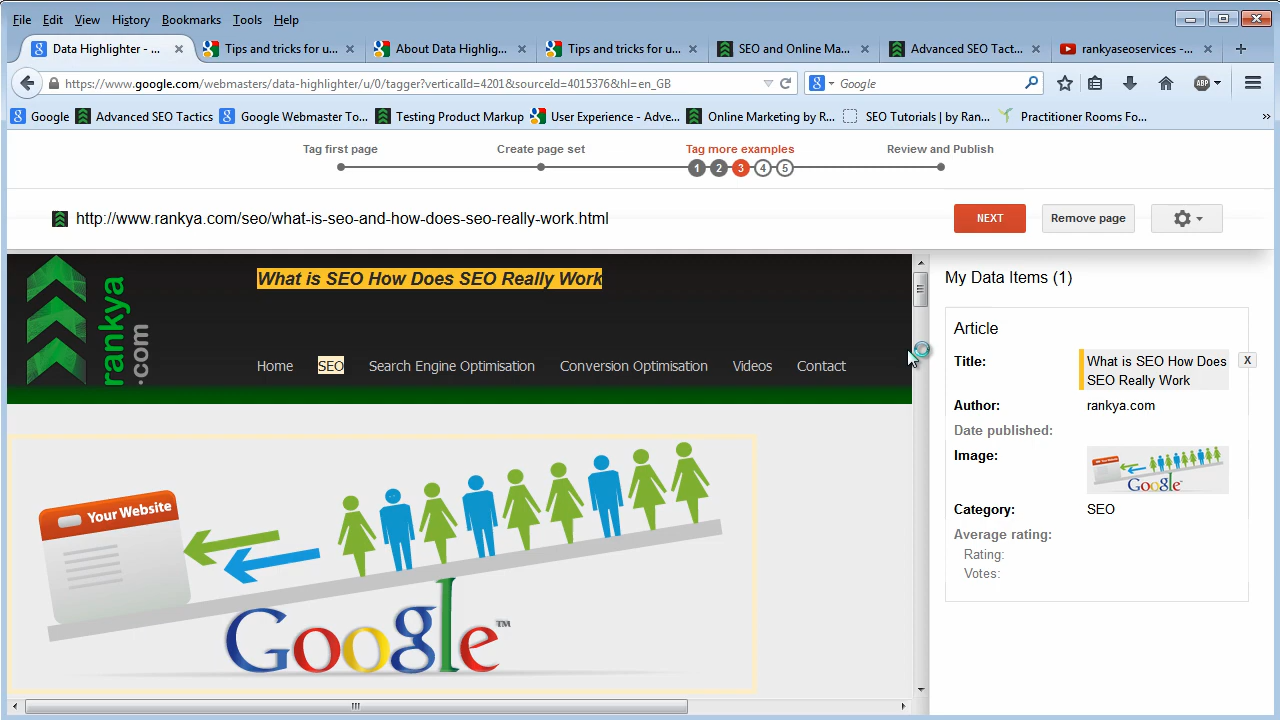 File Edit View History Bookmarks Tools Help
Data Highlighter - ... Tips and tricks for u... About Data Highlig... Tips and tricks for u... SEO and Online Ma... Advanced SEO Tact... rankyaseoservices -...
https://www.google.com/webmasters/data-highlighter/u/0/tagger?verticalId=4201&sourceId=4015376&hl=en_GB Google ABP
Google Advanced SEO Tactics Google Webmaster To... Testing Product Markup User Experience - Adve... Online Marketing by R... SEO Tutorials | by Ran... Practitioner Rooms Fo... »
Tag first page Create page set Tag more examples Review and Publish
1 2 3 4 5
http://www.rankya.com/seo/what-is-seo-and-how-does-seo-really-work.html NEXT Remove page
rankya.com
What is SEO How Does SEO Really Work
Home SEO Search Engine Optimisation Conversion Optimisation Videos Contact
Your Website
Google™
My Data Items (1)
Article
Title: What is SEO How Does X
SEO Really Work
Author: rankya.com
Date published:
Image: Google
Category: SEO
Average rating:
Rating:
Votes: